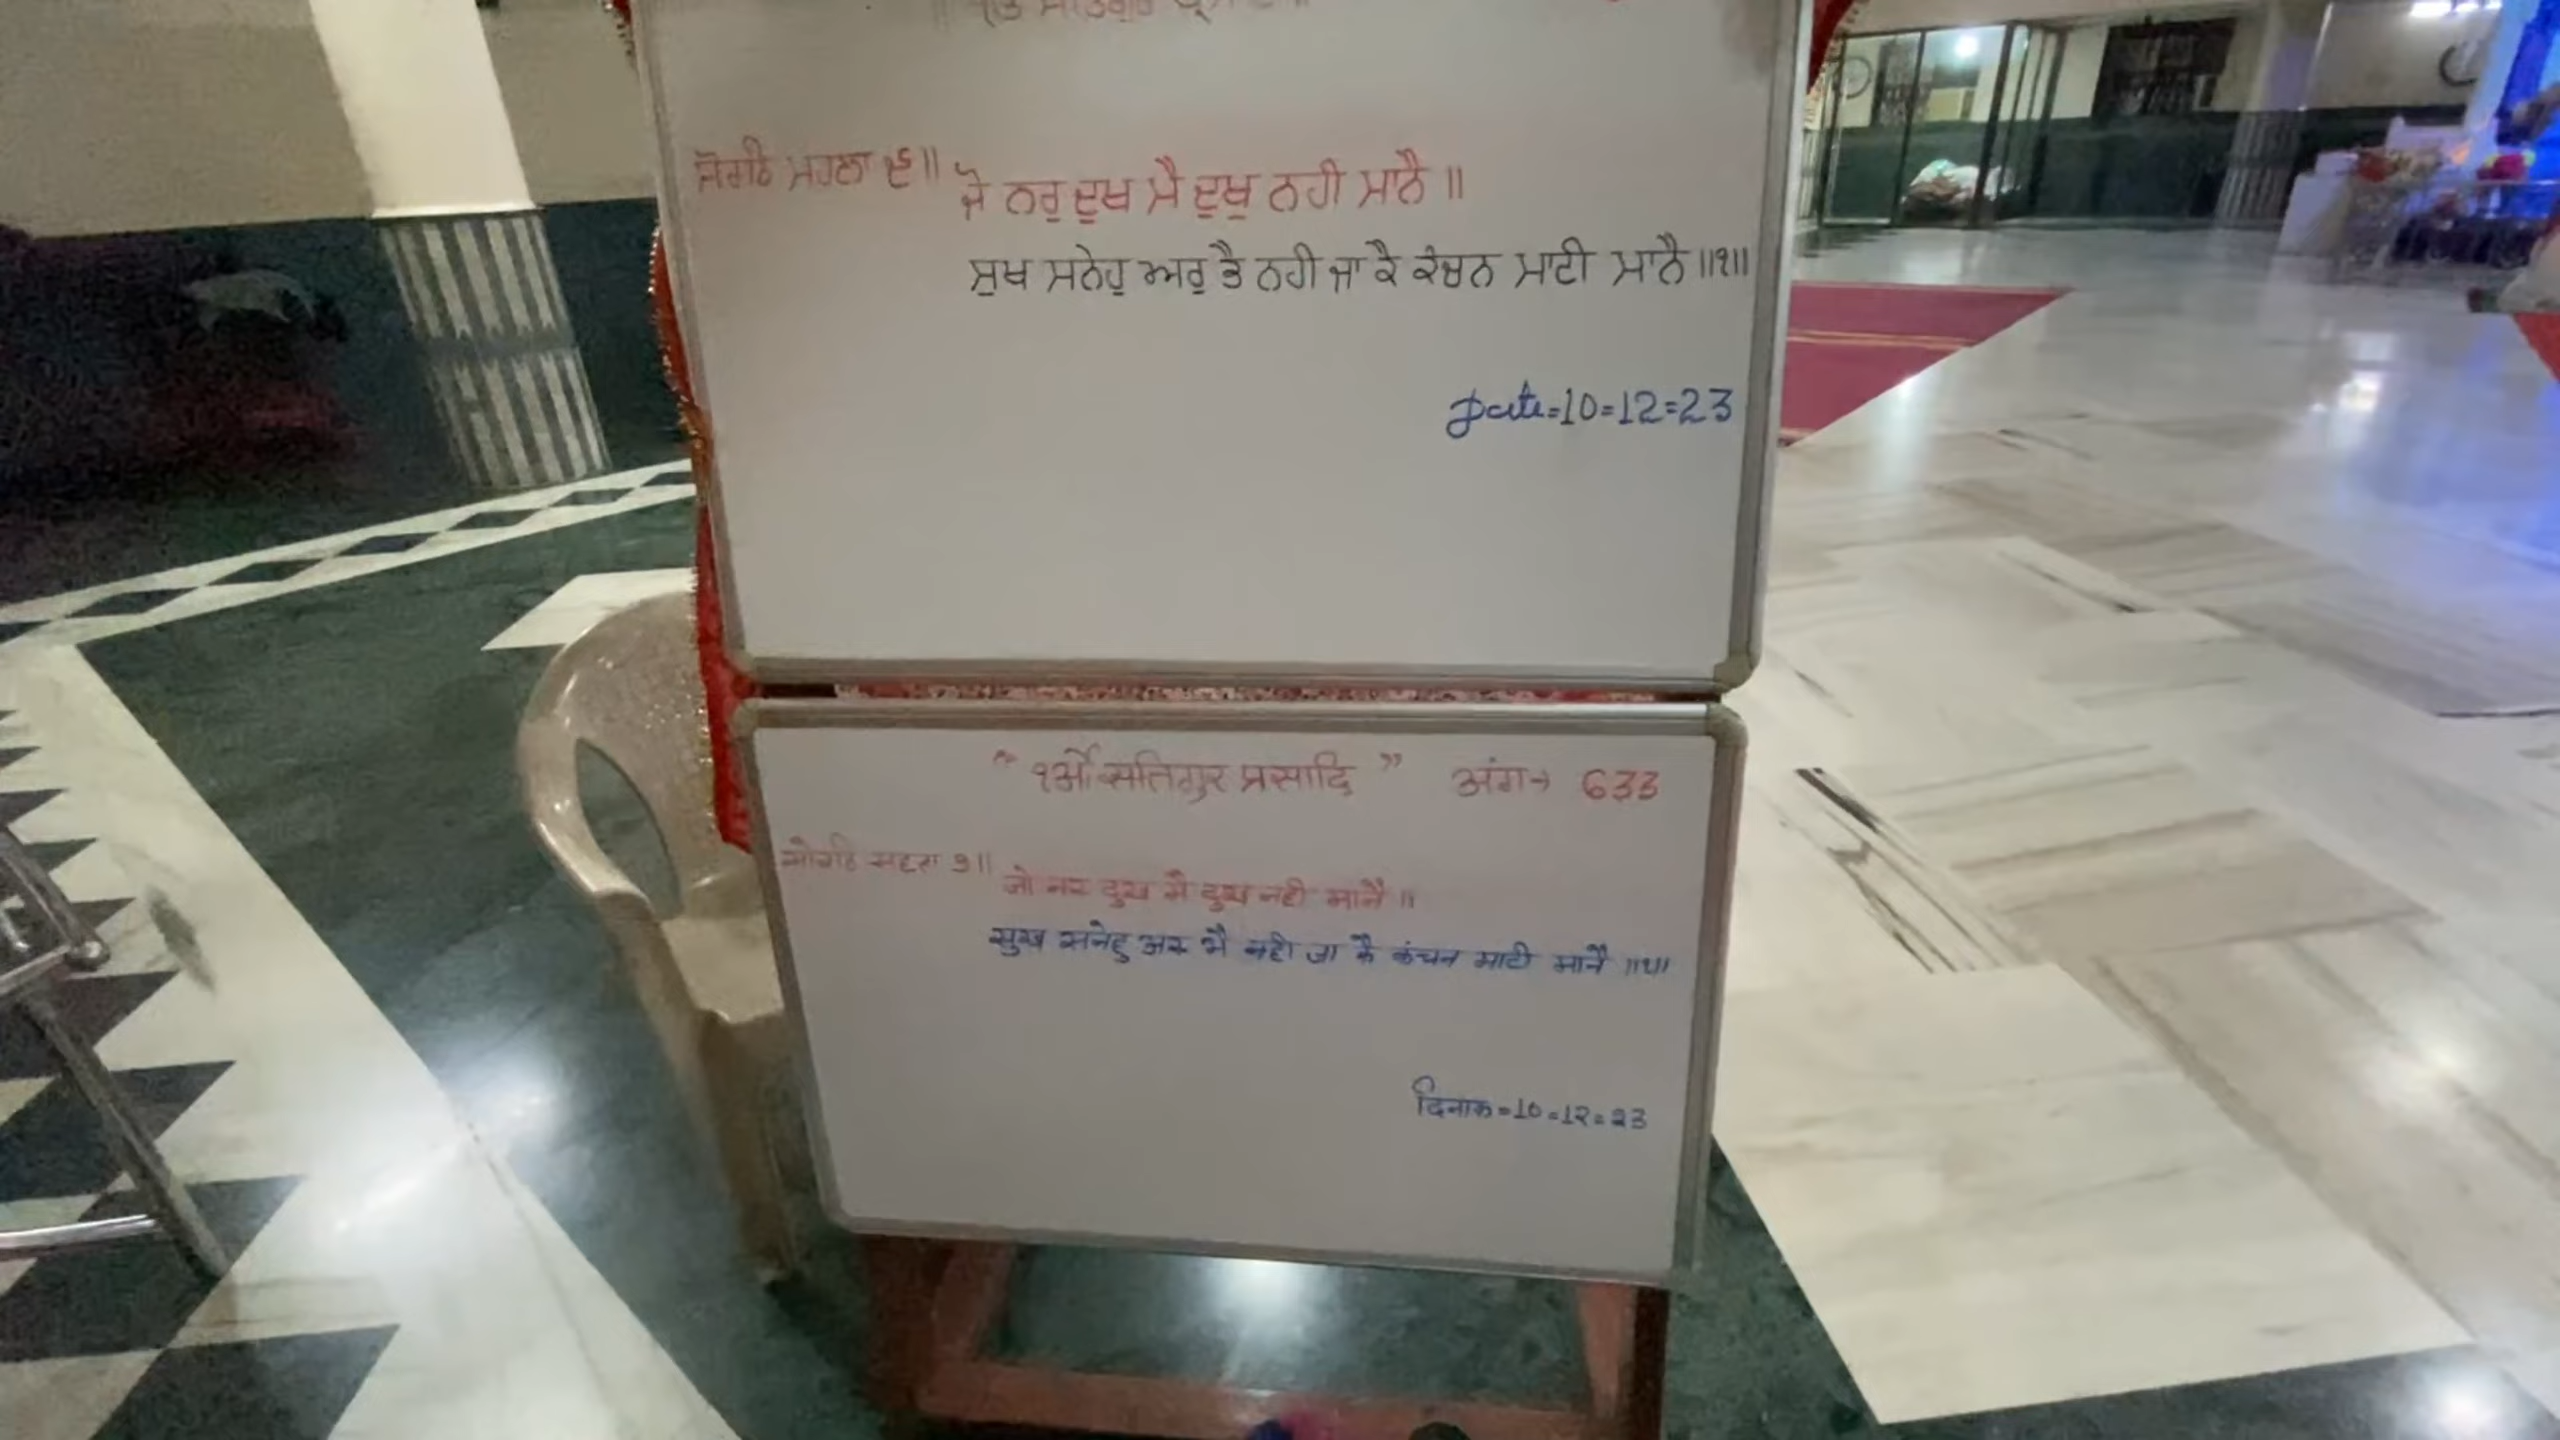 ਸੋਰਠਿ ਮਹਲਾ ੯॥ ਜੋ ਨਰੁ ਦੁਖ ਮੈ ਦੁਖੁ ਨਹੀ ਮਾਨੈ॥
ਸੁਖ ਸਨੇਹੁ ਅਰੁ ਭੈ ਨਹੀ ਜਾ ਕੈ ਕੰਚਨ ਮਾਟੀ ਮਾਨੈ॥੧॥
Date=10=12=23
"१ओ सतिगुर प्रसादि" अंग→ 633
सोरठि महला ९॥ जो नर दुख मै दुख नही मानै॥
सुख सनेहु अरु भै नही जा कै कंचन माटी मानै॥१॥
दिनाक=10=12=23